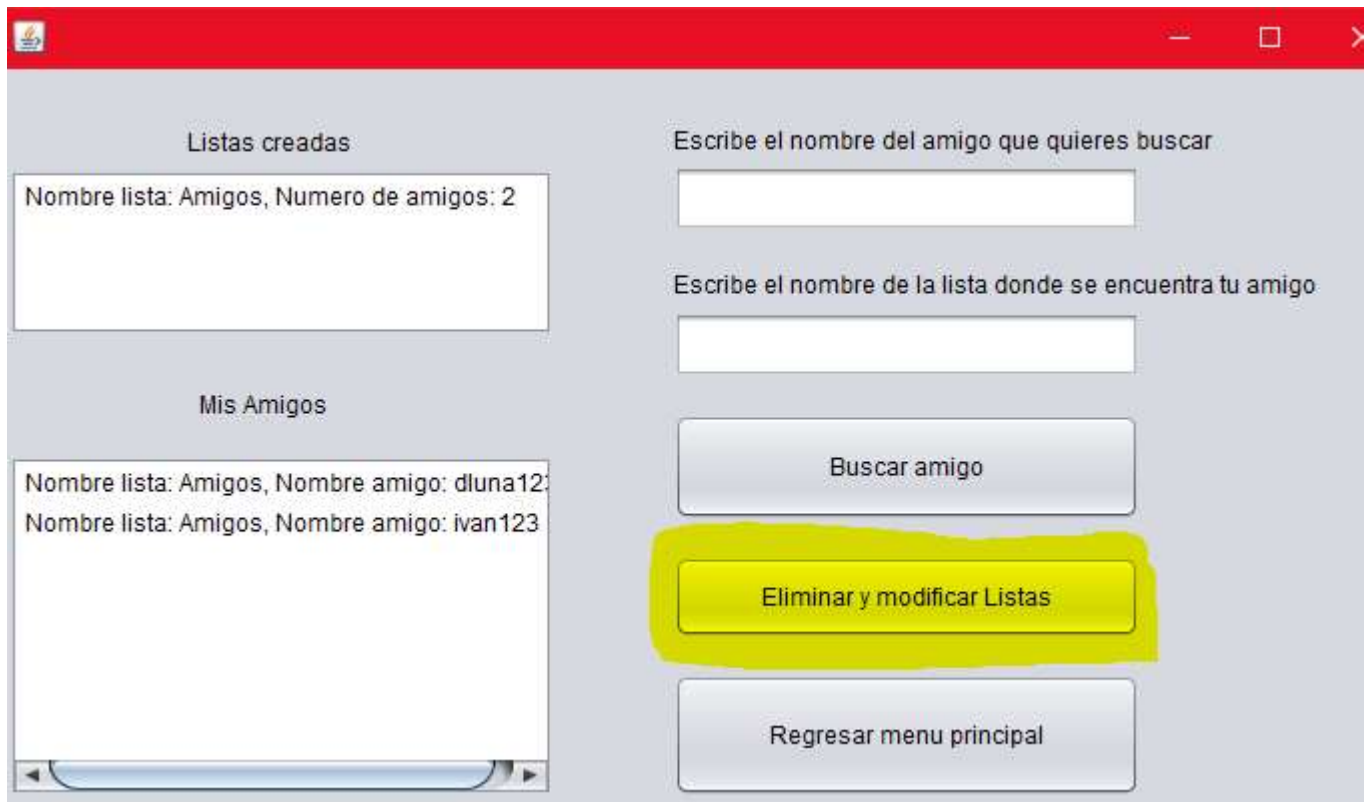 Listas creadas
Nombre lista: Amigos, Numero de amigos: 2
Mis Amigos
Nombre lista: Amigos, Nombre amigo: dluna123
Nombre lista: Amigos, Nombre amigo: ivan123
Escribe el nombre del amigo que quieres buscar
Escribe el nombre de la lista donde se encuentra tu amigo
Buscar amigo
Eliminar y modificar Listas
Regresar menu principal